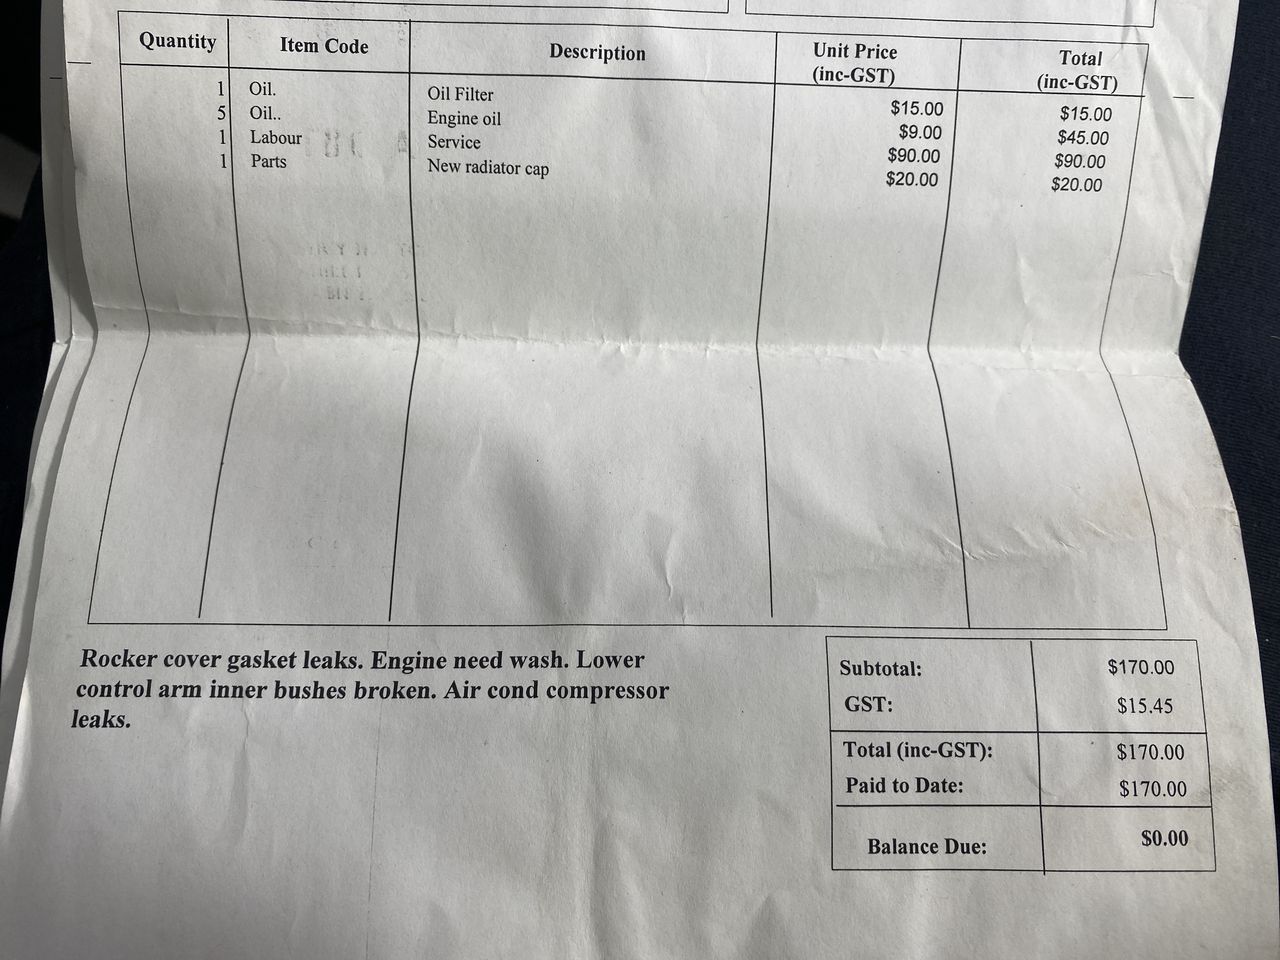 Quantity Item Code Description Unit Price (inc-GST) Total (inc-GST)
1 Oil. Oil Filter $15.00 $15.00
5 Oil.. Engine oil $9.00 $45.00
1 Labour Service $90.00 $90.00
1 Parts New radiator cap $20.00 $20.00
Rocker cover gasket leaks. Engine need wash. Lower
control arm inner bushes broken. Air cond compressor
leaks.
Subtotal: $170.00
GST: $15.45
Total (inc-GST): $170.00
Paid to Date: $170.00
Balance Due: $0.00